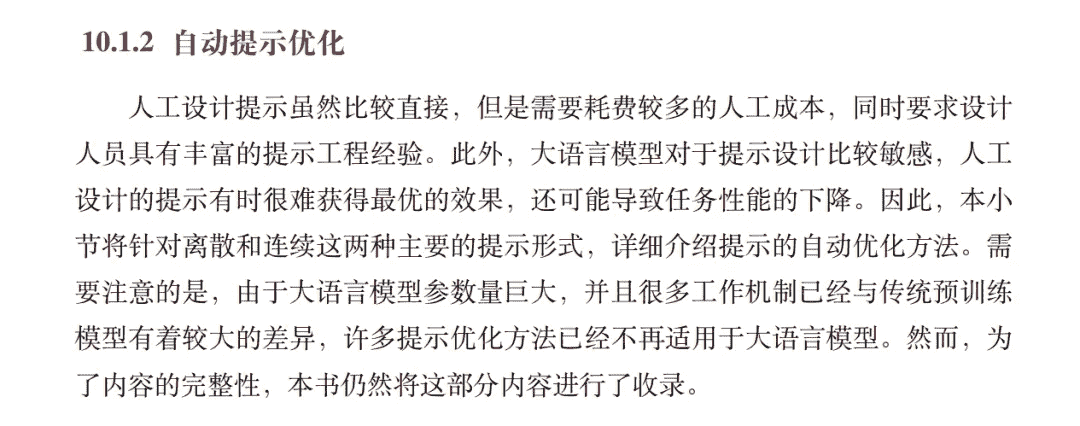 10.1.2 自动提示优化
人工设计提示虽然比较直接，但是需要耗费较多的人工成本，同时要求设计
人员具有丰富的提示工程经验。此外，大语言模型对于提示设计比较敏感，人工
设计的提示有时很难获得最优的效果，还可能导致任务性能的下降。因此，本小
节将针对离散和连续这两种主要的提示形式，详细介绍提示的自动优化方法。需
要注意的是，由于大语言模型参数量巨大，并且很多工作机制已经与传统预训练
模型有着较大的差异，许多提示优化方法已经不再适用于大语言模型。然而，为
了内容的完整性，本书仍然将这部分内容进行了收录。